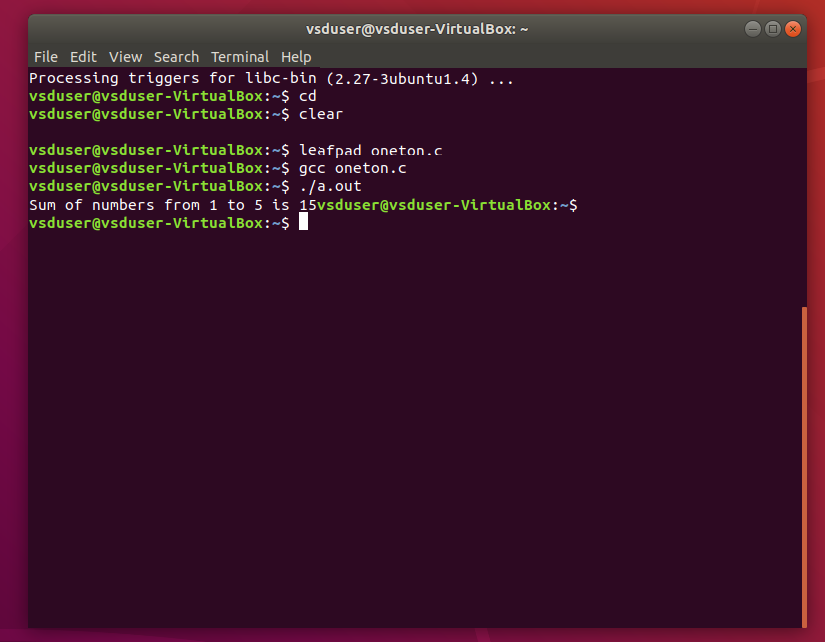 vsduser@vsduser-VirtualBox: ~
File Edit View Search Terminal Help
Processing triggers for libc-bin (2.27-3ubuntu1.4) ...
vsduser@vsduser-VirtualBox:~$ cd
vsduser@vsduser-VirtualBox:~$ clear
vsduser@vsduser-VirtualBox:~$ leafpad oneton.c
vsduser@vsduser-VirtualBox:~$ gcc oneton.c
vsduser@vsduser-VirtualBox:~$ ./a.out
Sum of numbers from 1 to 5 is 15vsduser@vsduser-VirtualBox:~$
vsduser@vsduser-VirtualBox:~$